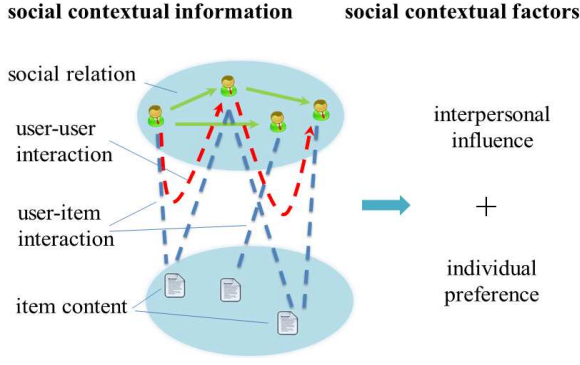 social contextual information
social contextual factors
social relation
user-user
interaction
user-item
interaction
item content
interpersonal
influence
+
individual
preference